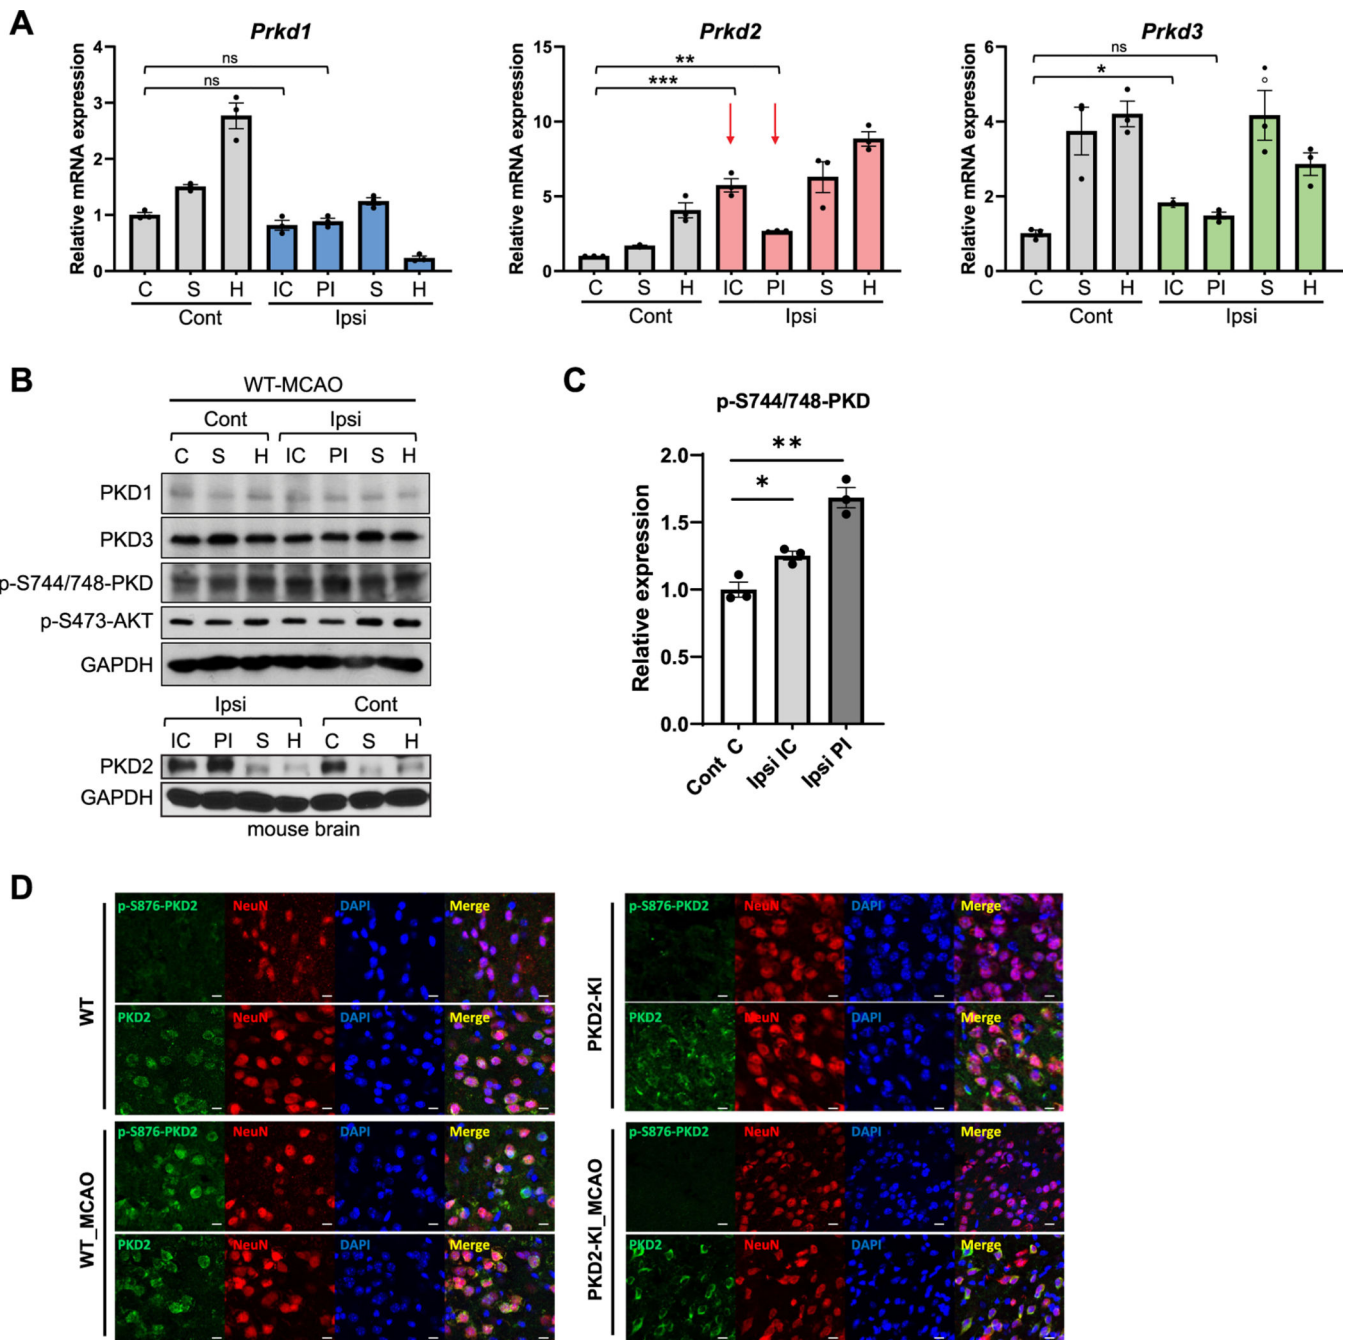 A
Prkd1
Relative mRNA expression
4
3
2
1
0
ns
ns
C S H IC PI S H
Cont Ipsi
Prkd2
Relative mRNA expression
15
10
5
0
**
***
C S H IC PI S H
Cont Ipsi
Prkd3
Relative mRNA expression
6
4
2
0
ns
*
C S H IC PI S H
Cont Ipsi
B
WT-MCAO
Cont Ipsi
C S H IC PI S H
PKD1
PKD3
p-S744/748-PKD
p-S473-AKT
GAPDH
Ipsi Cont
IC PI S H C S H
PKD2
GAPDH
mouse brain
C
p-S744/748-PKD
Relative expression
2.0
1.5
1.0
0.5
0.0
**
*
Cont C
Ipsi IC
Ipsi PI
D
WT
p-S876-PKD2 NeuN DAPI Merge
PKD2 NeuN DAPI Merge
WT_MCAO
p-S876-PKD2 NeuN DAPI Merge
PKD2 NeuN DAPI Merge
PKD2-KI
p-S876-PKD2 NeuN DAPI Merge
PKD2 NeuN DAPI Merge
PKD2-KI_MCAO
p-S876-PKD2 NeuN DAPI Merge
PKD2 NeuN DAPI Merge